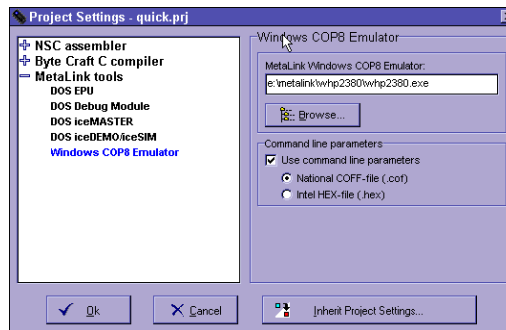 Project Settings - quick.prj
NSC assembler
Byte Craft C compiler
MetaLink tools
DOS EPU
DOS Debug Module
DOS iceMASTER
DOS iceDEMO/iceSIM
Windows COP8 Emulator
Windows COP8 Emulator
MetaLink Windows COP8 Emulator:
e:\metalink\whp2380\whp2380.exe
Browse...
Command line parameters
Use command line parameters
National COFF-file (.cof)
Intel HEX-file (.hex)
Ok
Cancel
Inherit Project Settings...